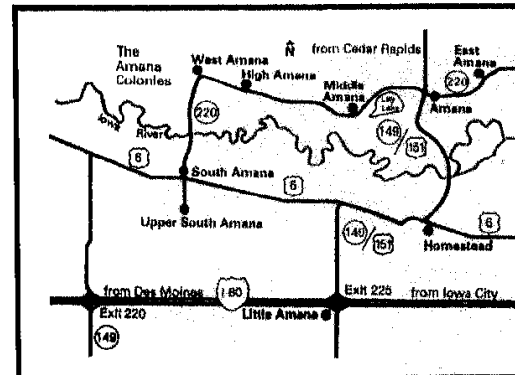 The
Amana
Colonies
West Amana
High Amana
N
from Cedar Rapids
Middle
Amana
Lily
Lake
East
Amana
220
Amana
Iowa
River
220
149
151
6
South Amana
6
Upper South Amana
149
151
Homestead
6
from Des Moines
I-80
Exit 225
from Iowa City
Exit 220
Little Amana
149